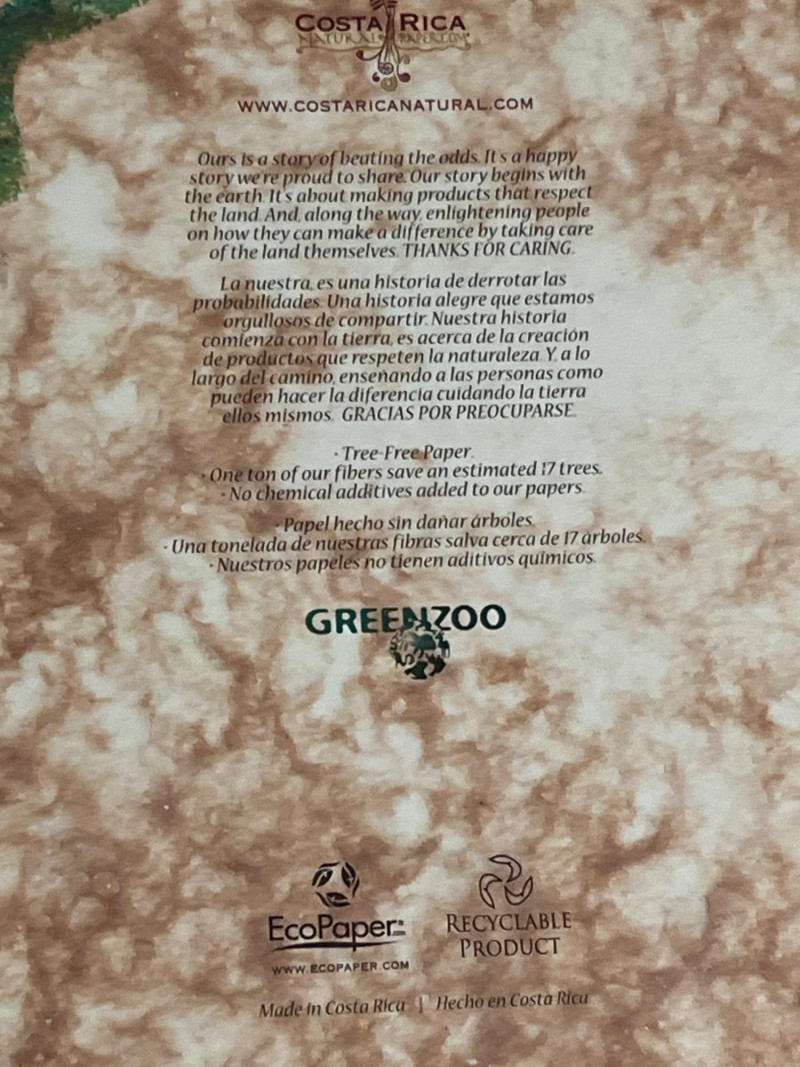 COSTA RICA
NATURAL PAPER.COM
WWW.COSTARICANATURAL.COM
Ours is a story of beating the odds. It's a happy
story we're proud to share. Our story begins with
the earth. It's about making products that respect
the land. And, along the way, enlightening people
on how they can make a difference by taking care
of the land themselves. THANKS FOR CARING.
La nuestra, es una historia de derrotar las
probabilidades. Una historia alegre que estamos
orgullosos de compartir. Nuestra historia
comienza con la tierra, es acerca de la creación
de productos que respeten la naturaleza. Y, a lo
largo del camino, enseñando a las personas como
pueden hacer la diferencia cuidando la tierra
ellos mismos. GRACIAS POR PREOCUPARSE.
· Tree-Free Paper.
· One ton of our fibers save an estimated 17 trees.
· No chemical additives added to our papers.
· Papel hecho sin dañar árboles.
· Una tonelada de nuestras fibras salva cerca de 17 árboles.
· Nuestros papeles no tienen aditivos químicos.
GREENZOO
EcoPaper
WWW.ECOPAPER.COM
RECYCLABLE
PRODUCT
Made in Costa Rica | Hecho en Costa Rica